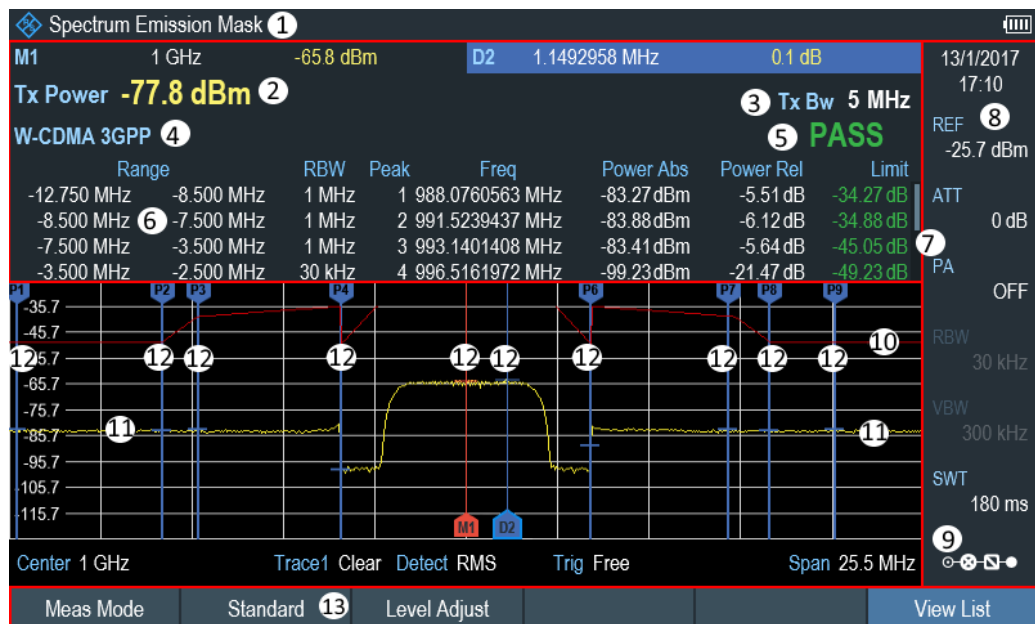 Spectrum Emission Mask 1
M1 1 GHz -65.8 dBm D2 1.1492958 MHz 0.1 dB
13/1/2017
17:10
Tx Power -77.8 dBm 2
3 Tx Bw 5 MHz
W-CDMA 3GPP 4
5 PASS
REF 8
-25.7 dBm
Range RBW Peak Freq Power Abs Power Rel Limit
-12.750 MHz -8.500 MHz 1 MHz 1 988.0760563 MHz -83.27dBm -5.51 dB -34.27 dB
-8.500 MHz 6 -7.500 MHz 1 MHz 2 991.5239437 MHz -83.88dBm -6.12 dB -34.88 dB
-7.500 MHz -3.500 MHz 1 MHz 3 993.1401408 MHz -83.41dBm -5.64 dB -45.05 dB
-3.500 MHz -2.500 MHz 30 kHz 4 996.5161972 MHz -99.23dBm -21.47 dB -49.23 dB
ATT
0 dB
7
PA
OFF
RBW
30 kHz
VBW
300 kHz
SWT
180 ms
9
P1 P2 P3 P4 P6 P7 P8 P9
-35.7
-45.7
10
12 12 12 12 12 12 12 12 12 12
-65.7
-75.7
11 11
-85.7
-95.7
-105.7
-115.7
M1 D2
Center 1 GHz Trace1 Clear Detect RMS Trig Free Span 25.5 MHz
Meas Mode Standard 13 Level Adjust View List